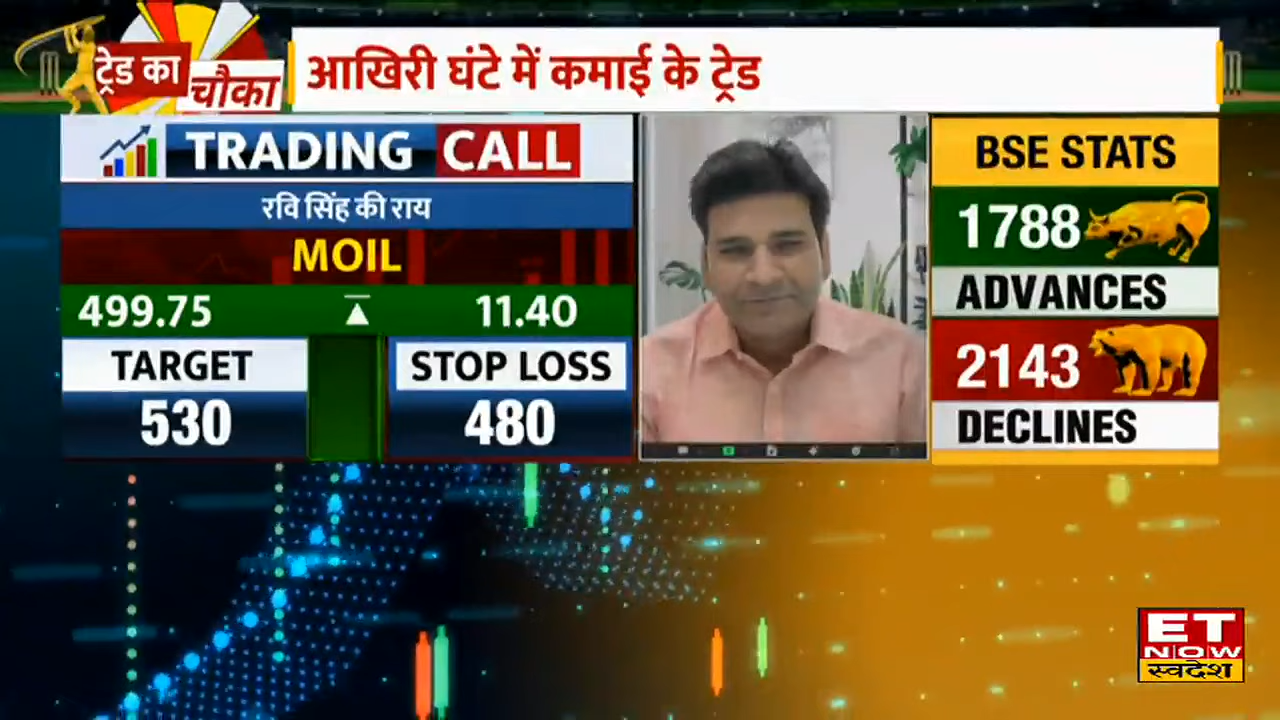 ट्रेड का
चौका
आखिरी घंटे में कमाई के ट्रेड
TRADING CALL
रवि सिंह की राय
MOIL
499.75 11.40
TARGET STOP LOSS
530 480
BSE STATS
1788
ADVANCES
2143
DECLINES
ET
NOW
स्वदेश